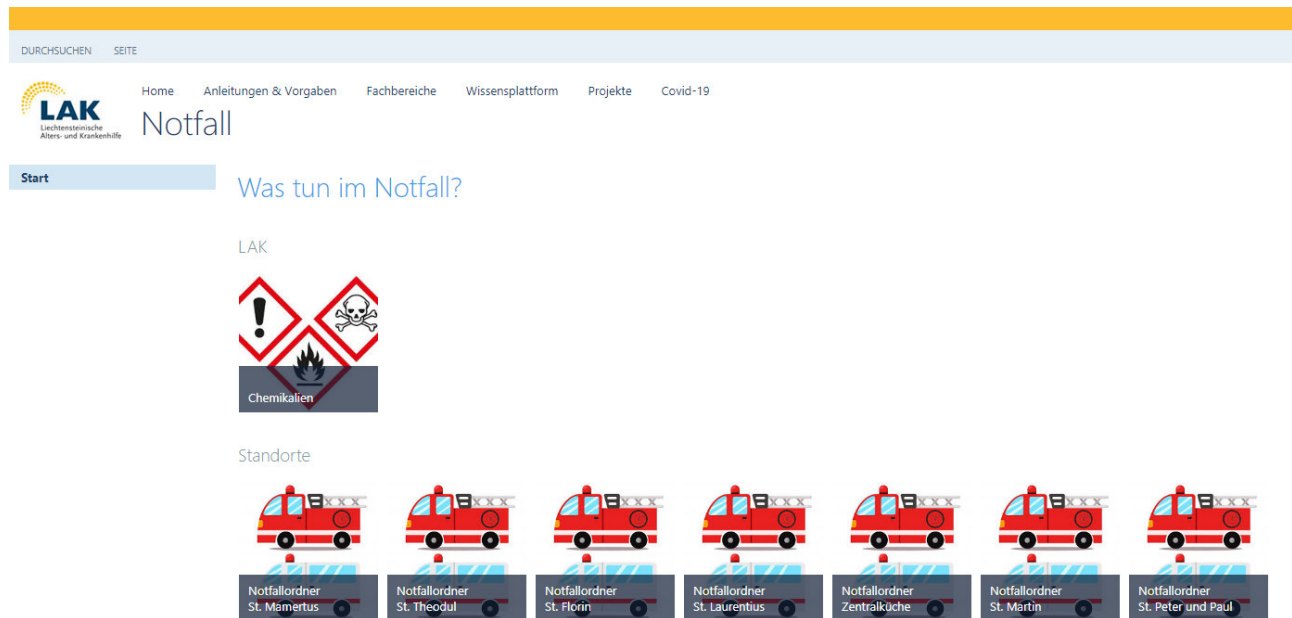 DURCHSUCHEN SEITE
Home Anleitungen & Vorgaben Fachbereiche Wissensplattform Projekte Covid-19
LAK
Liechtensteinische
Alters- und Krankenhilfe
Notfall
Start
Was tun im Notfall?
LAK
Chemikalien
Standorte
Notfallordner
St. Mamertus
Notfallordner
St. Theodul
Notfallordner
St. Florin
Notfallordner
St. Laurentius
Notfallordner
Zentralküche
Notfallordner
St. Martin
Notfallordner
St. Peter und Paul